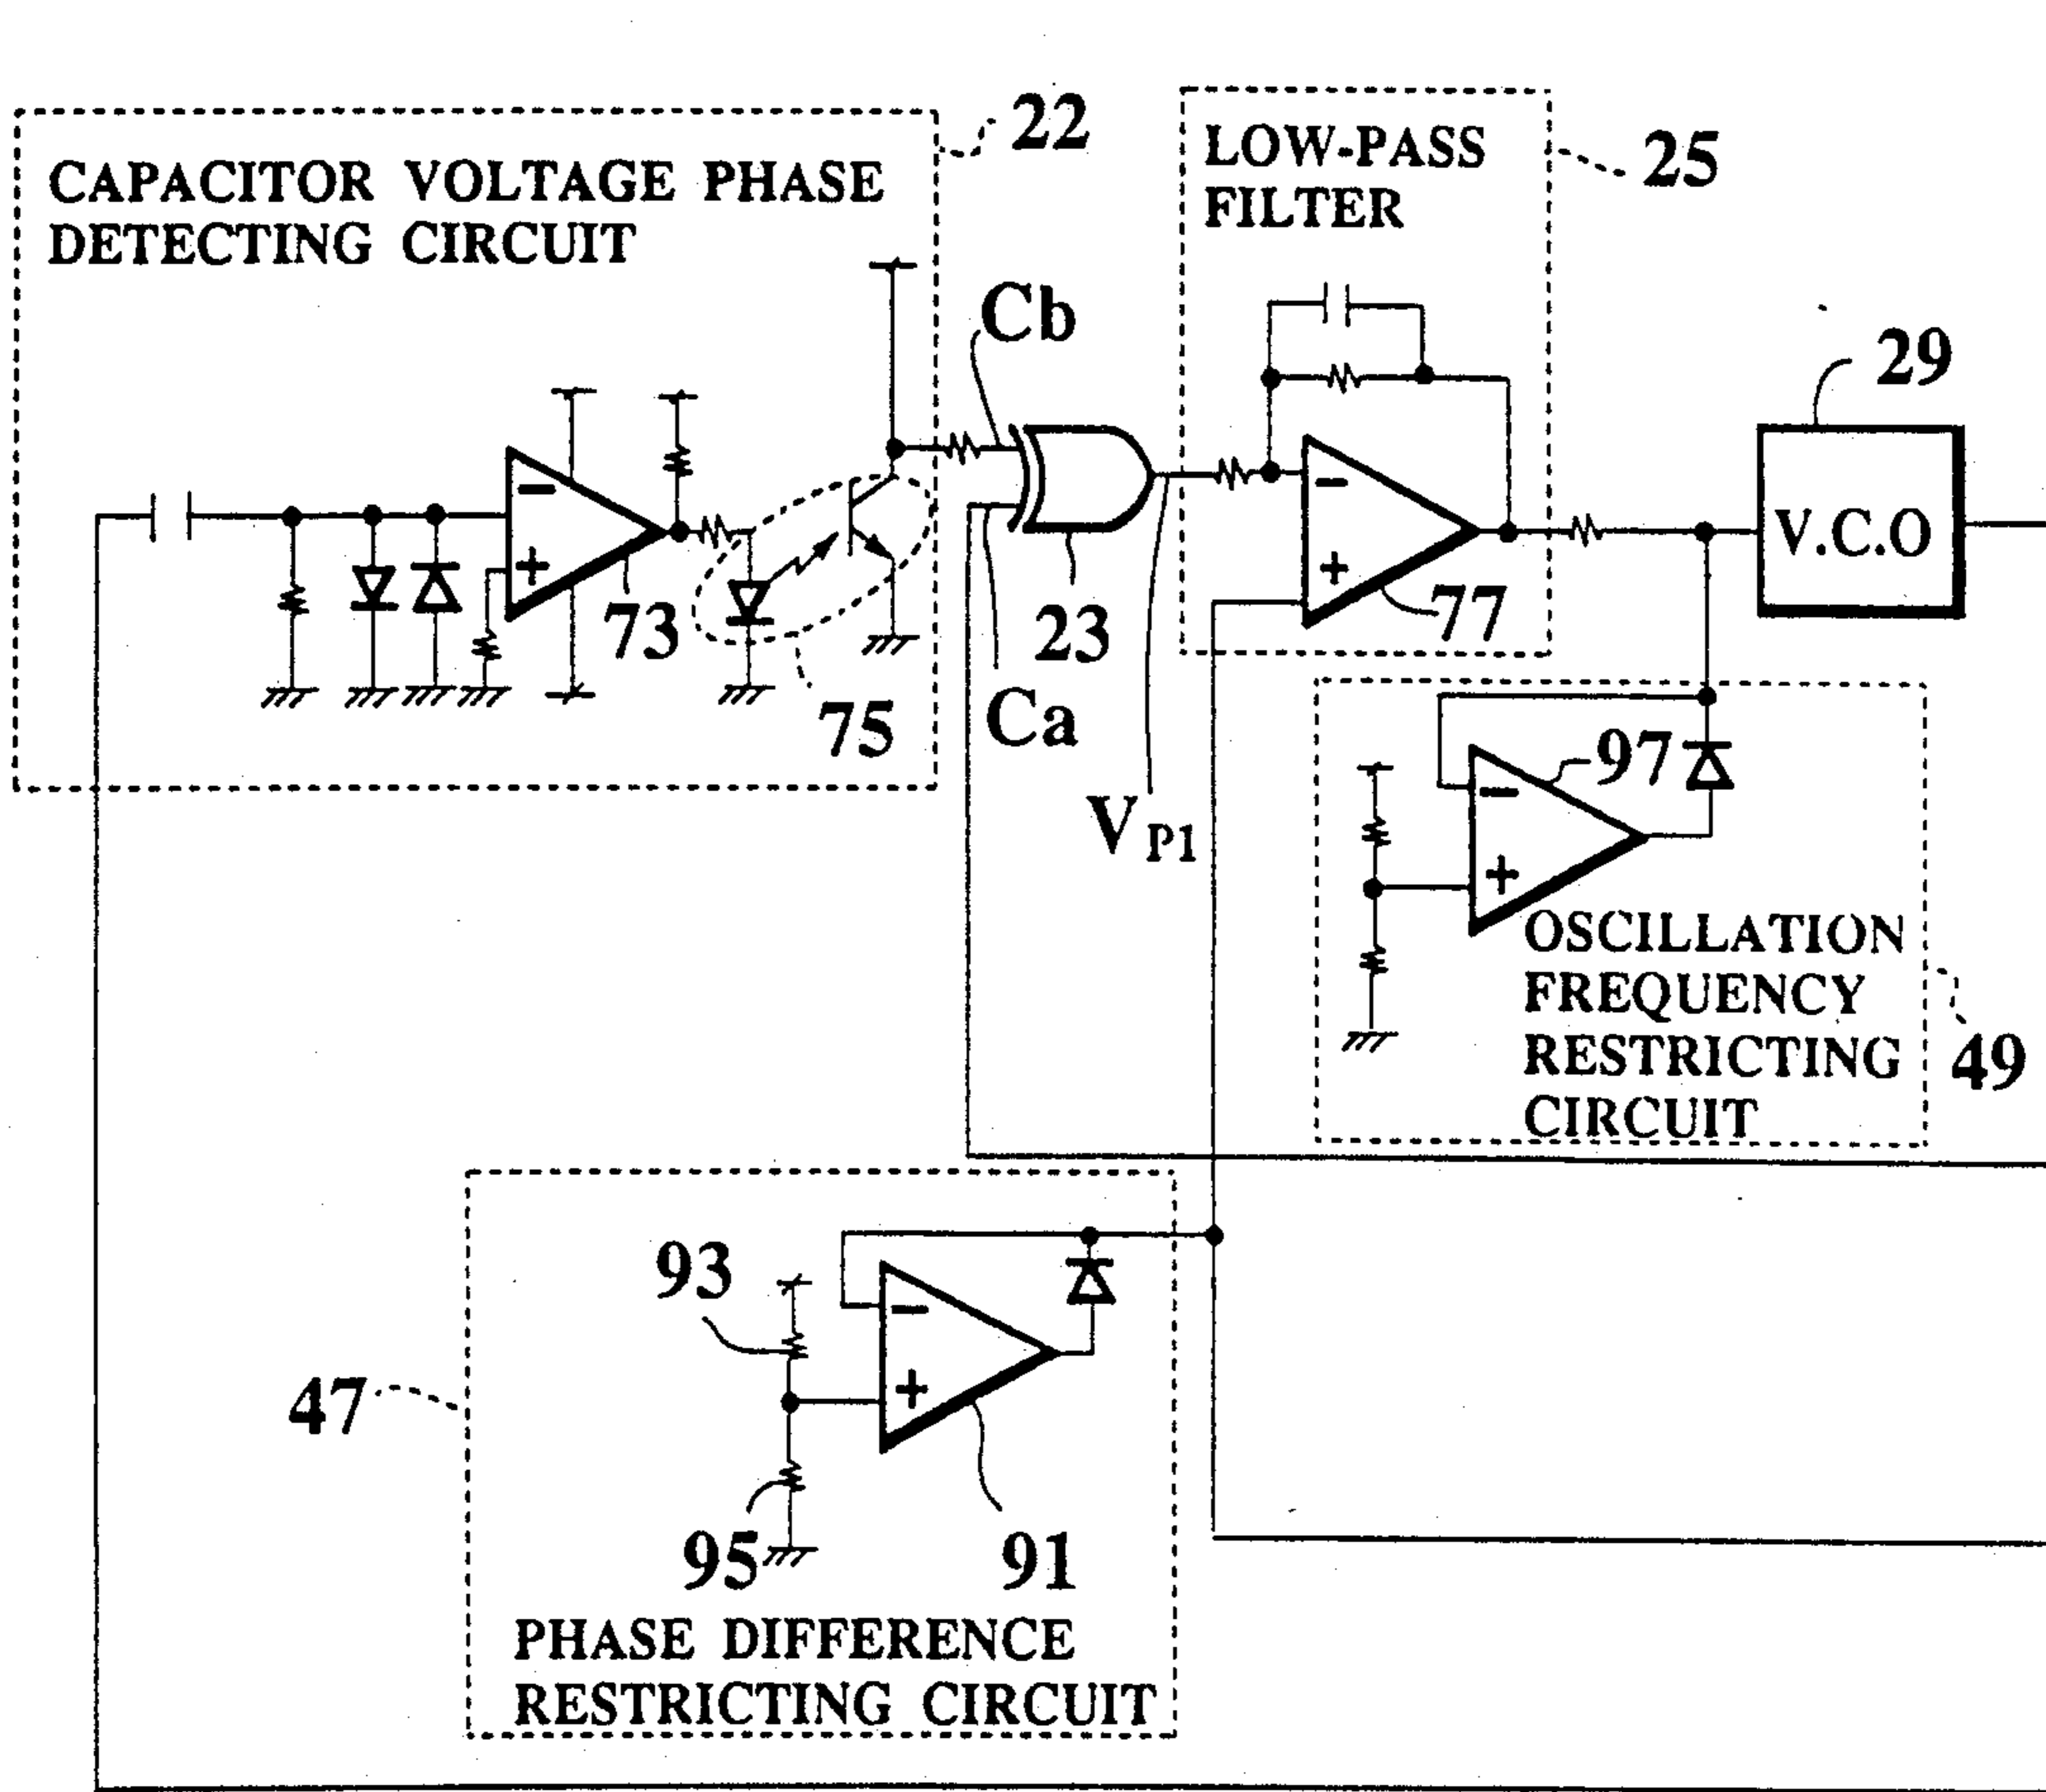 22
CAPACITOR VOLTAGE PHASE
DETECTING CIRCUIT
LOW-PASS
FILTER
25
Cb
29
−
+
73
75
23
Ca
VP1
−
+
77
V.C.O
97
−
+
OSCILLATION
FREQUENCY
RESTRICTING
CIRCUIT
49
93
−
+
47
95
91
PHASE DIFFERENCE
RESTRICTING CIRCUIT